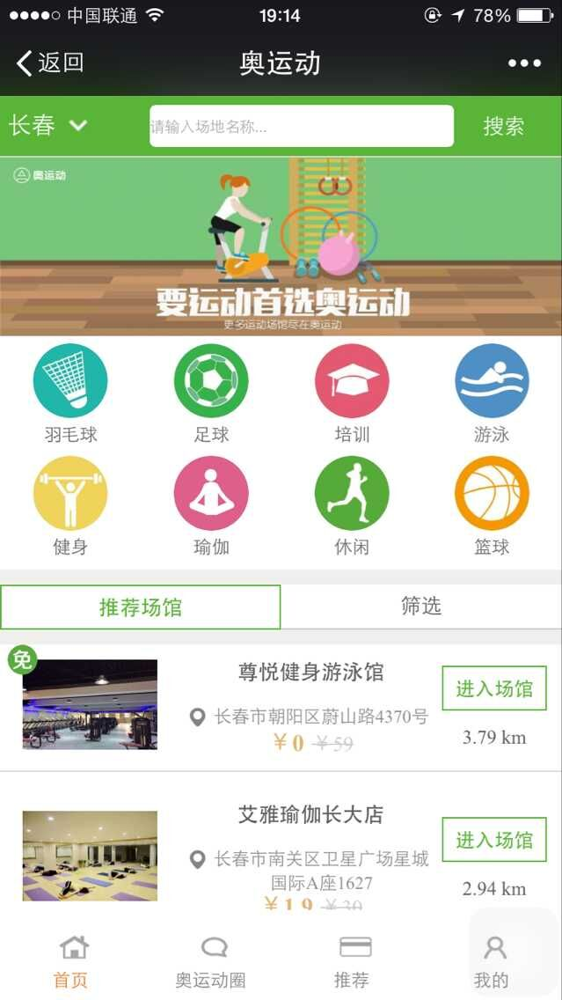 中国联通 19:14 78%
返回 奥运动
长春 请输入场地名称... 搜索
奥运动
要运动首选奥运动
更多运动场馆尽在奥运动
羽毛球 足球 培训 游泳
健身 瑜伽 休闲 篮球
推荐场馆 筛选
免
尊悦健身游泳馆
进入场馆
长春市朝阳区蔚山路4370号
¥0 ¥59
3.79 km
艾雅瑜伽长大店
进入场馆
长春市南关区卫星广场星城
国际A座1627
¥19 ¥30
2.94 km
首页 奥运动圈 推荐 我的